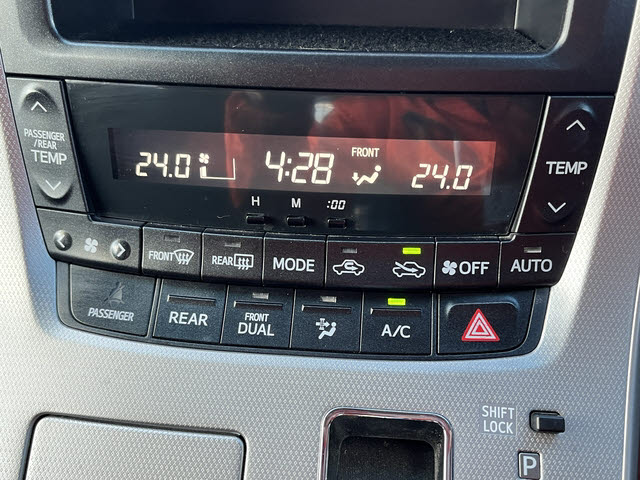 PASSENGER
/REAR
TEMP
24.0
4:28
FRONT
24.0
TEMP
H M :00
FRONT
REAR
MODE
OFF
AUTO
PASSENGER
REAR
FRONT
DUAL
A/C
SHIFT
LOCK
P